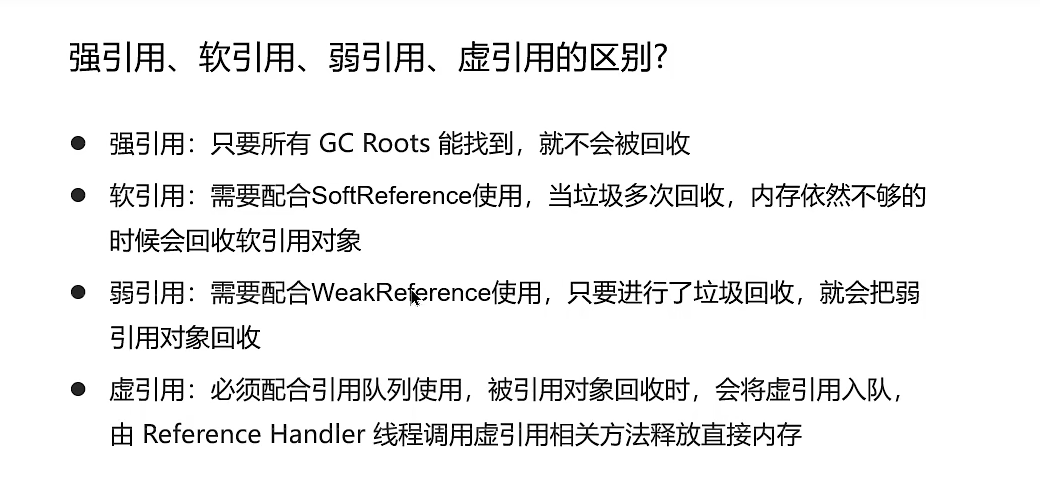 强引用、软引用、弱引用、虚引用的区别?
● 强引用：只要所有 GC Roots 能找到，就不会被回收
● 软引用：需要配合SoftReference使用，当垃圾多次回收，内存依然不够的
时候会回收软引用对象
● 弱引用：需要配合WeakReference使用，只要进行了垃圾回收，就会把弱
引用对象回收
● 虚引用：必须配合引用队列使用，被引用对象回收时，会将虚引用入队，
由 Reference Handler 线程调用虚引用相关方法释放直接内存